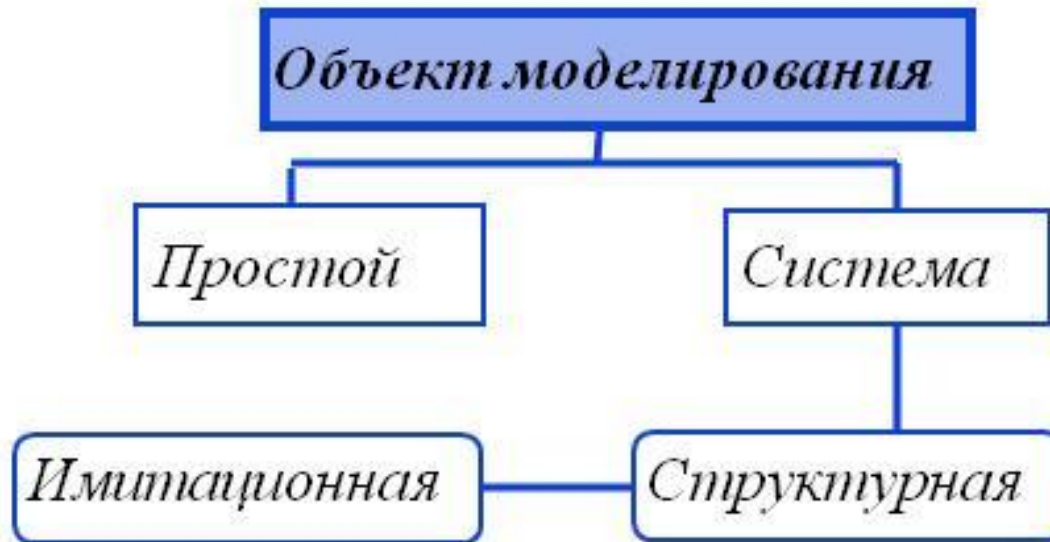 Объект моделирования
Простой
Система
Имитационная
Структурная